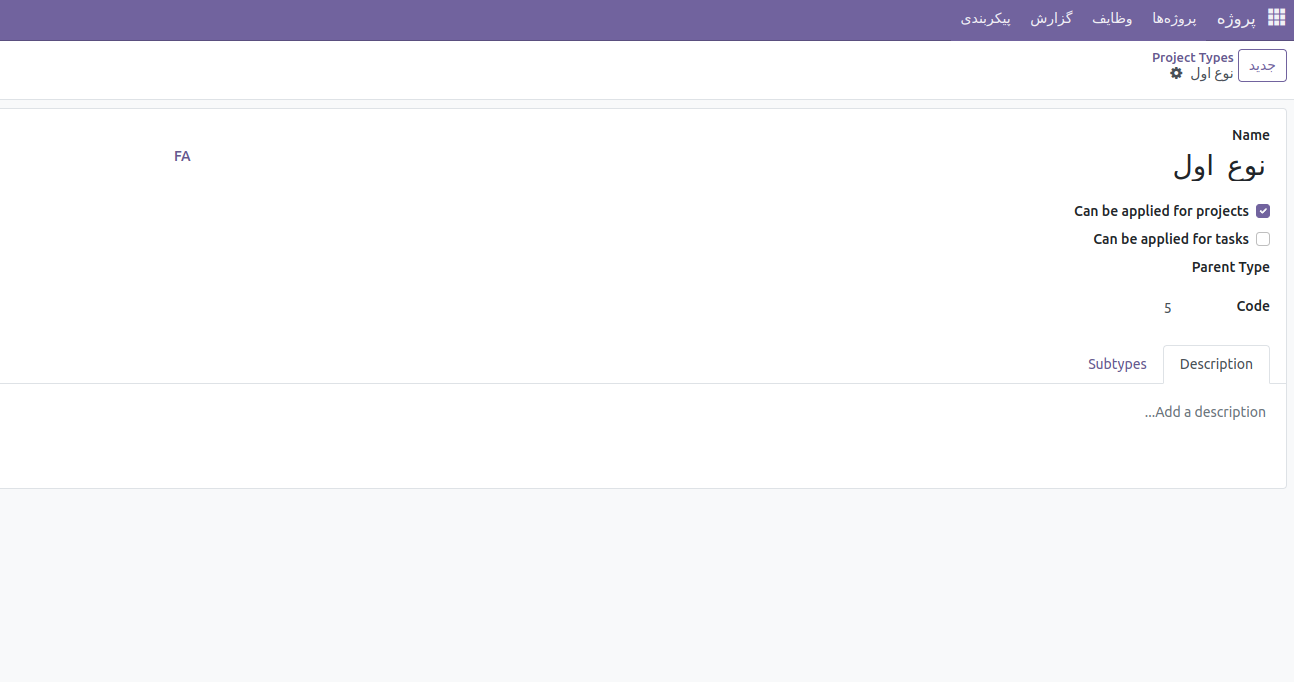 پروژه پروژه‌ها وظایف گزارش پیکربندی
جدید
Project Types
نوع اول
Name
نوع اول
FA
Can be applied for projects
Can be applied for tasks
Parent Type
Code 5
Description Subtypes
Add a description...